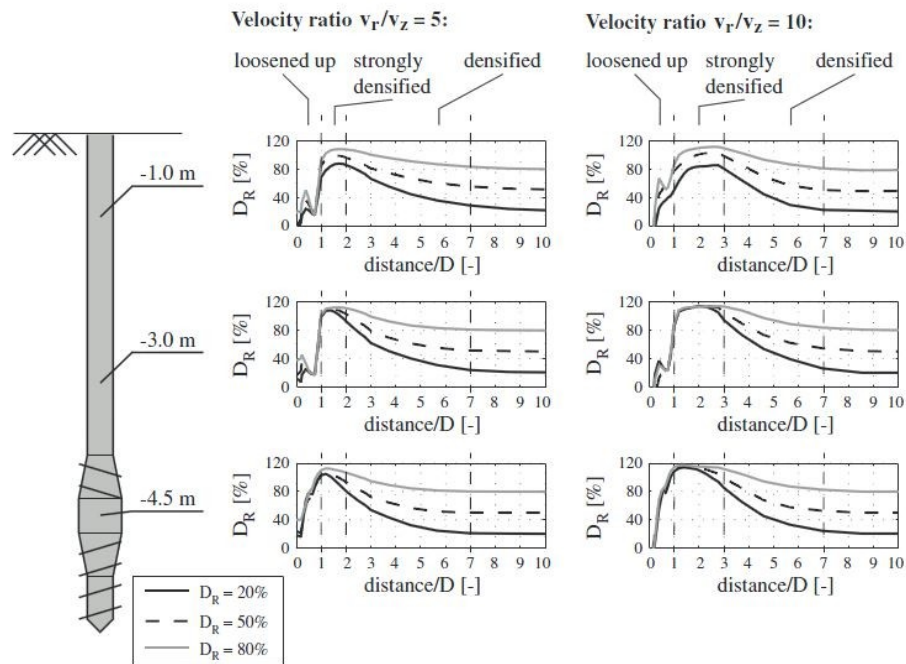 Velocity ratio vr/vz = 5:
Velocity ratio vr/vz = 10:
loosened up
strongly
densified
densified
loosened up
strongly
densified
densified
-1.0 m
-3.0 m
-4.5 m
DR [%]
120
80
40
0
0 1 2 3 4 5 6 7 8 9 10
distance/D [-]
DR [%]
120
80
40
0
0 1 2 3 4 5 6 7 8 9 10
distance/D [-]
DR [%]
120
80
40
0
0 1 2 3 4 5 6 7 8 9 10
distance/D [-]
DR [%]
120
80
40
0
0 1 2 3 4 5 6 7 8 9 10
distance/D [-]
DR [%]
120
80
40
0
0 1 2 3 4 5 6 7 8 9 10
distance/D [-]
DR [%]
120
80
40
0
0 1 2 3 4 5 6 7 8 9 10
distance/D [-]
DR = 20%
DR = 50%
DR = 80%